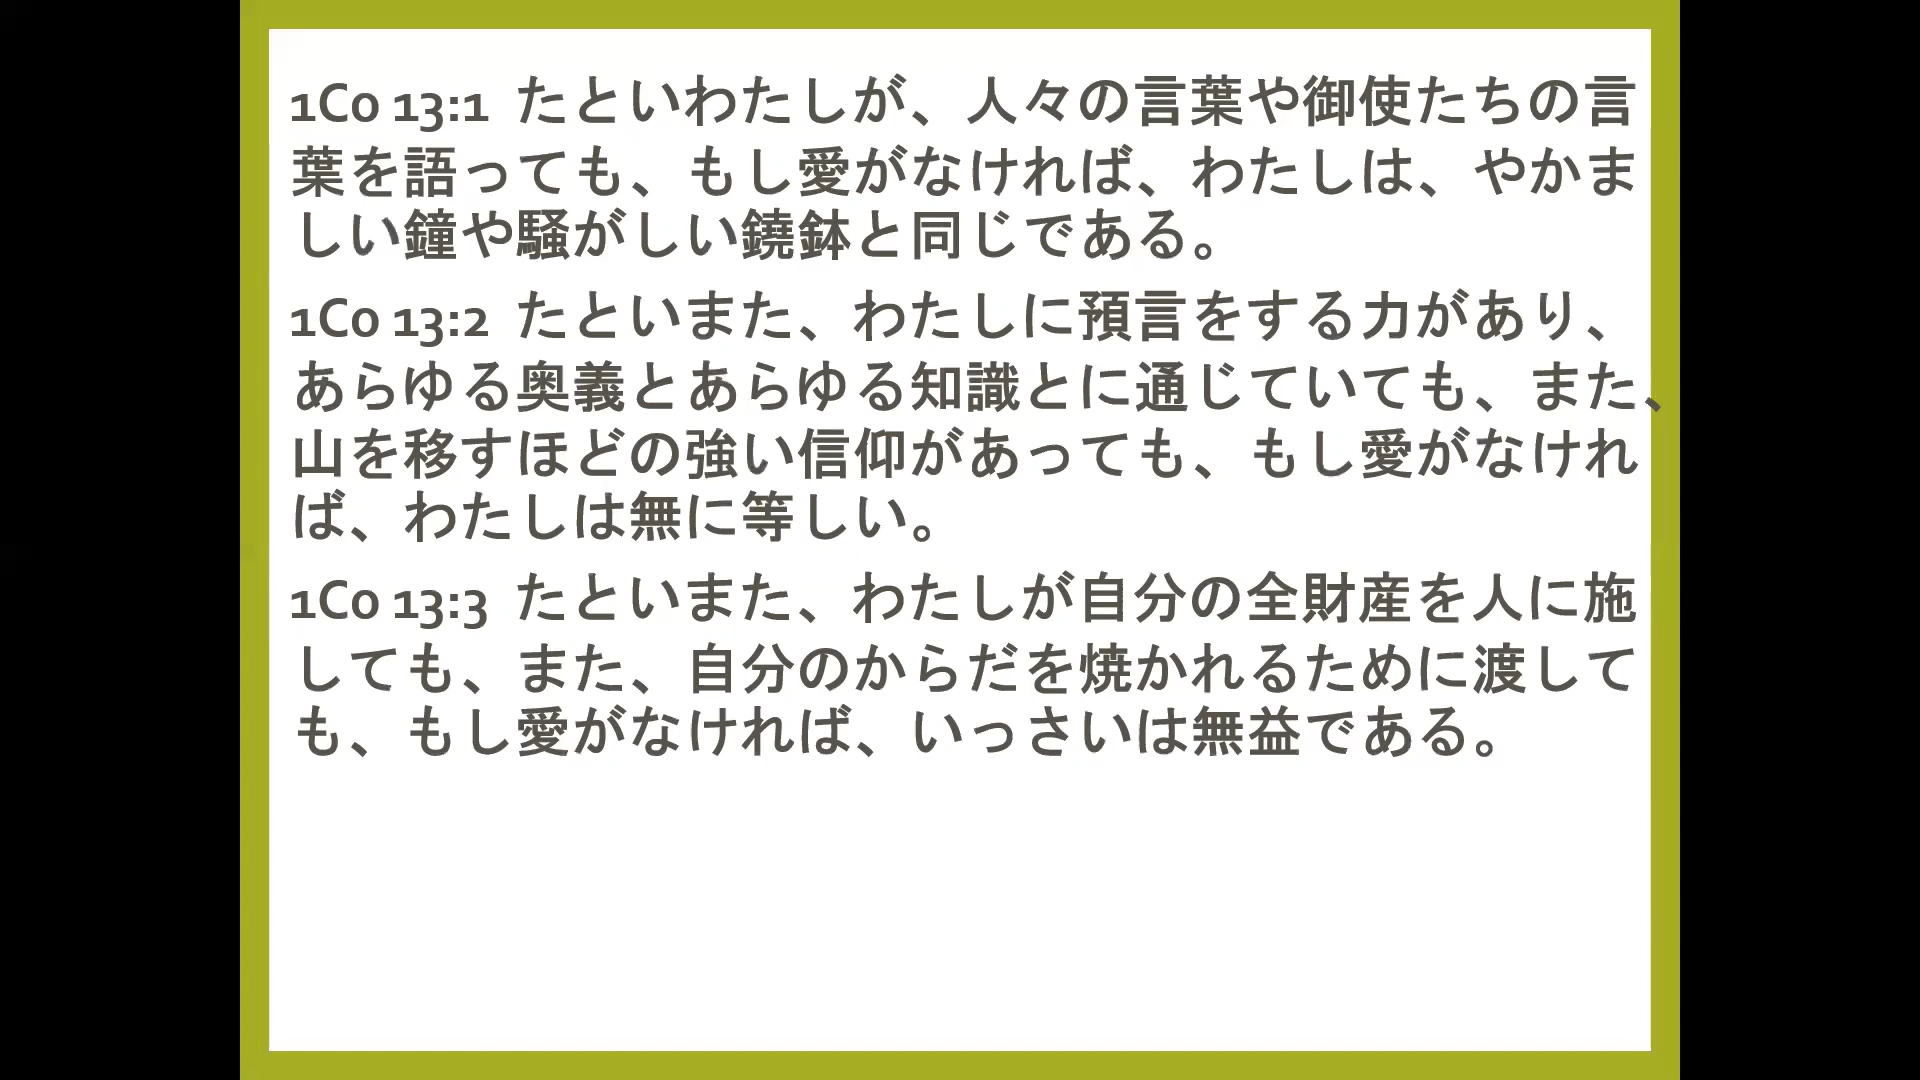 1Co 13:1 たといわたしが、人々の言葉や御使たちの言
葉を語っても、もし愛がなければ、わたしは、やかま
しい鐘や騒がしい鐃鉢と同じである。
1Co 13:2 たといまた、わたしに預言をする力があり、
あらゆる奥義とあらゆる知識とに通じていても、また、
山を移すほどの強い信仰があっても、もし愛がなけれ
ば、わたしは無に等しい。
1Co 13:3 たといまた、わたしが自分の全財産を人に施
しても、また、自分のからだを焼かれるために渡して
も、もし愛がなければ、いっさいは無益である。